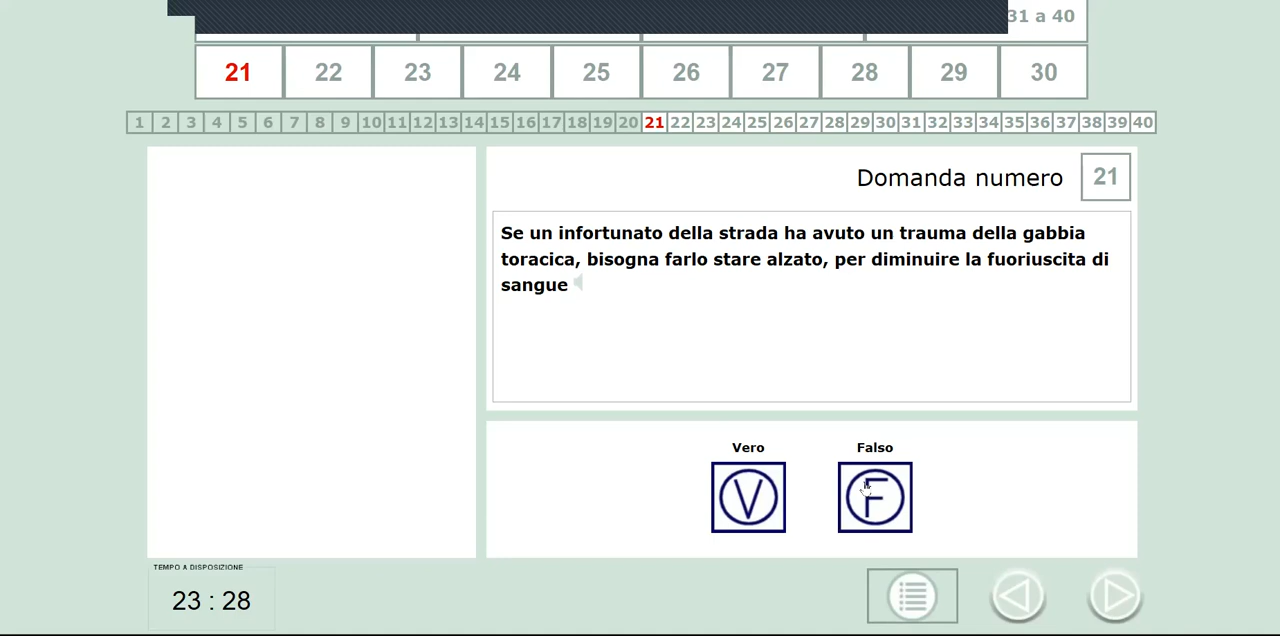 31 a 40
21 22 23 24 25 26 27 28 29 30
1 2 3 4 5 6 7 8 9 10 11 12 13 14 15 16 17 18 19 20 21 22 23 24 25 26 27 28 29 30 31 32 33 34 35 36 37 38 39 40
Domanda numero 21
Se un infortunato della strada ha avuto un trauma della gabbia
toracica, bisogna farlo stare alzato, per diminuire la fuoriuscita di
sangue
Vero Falso
V F
TEMPO A DISPOSIZIONE
23 : 28